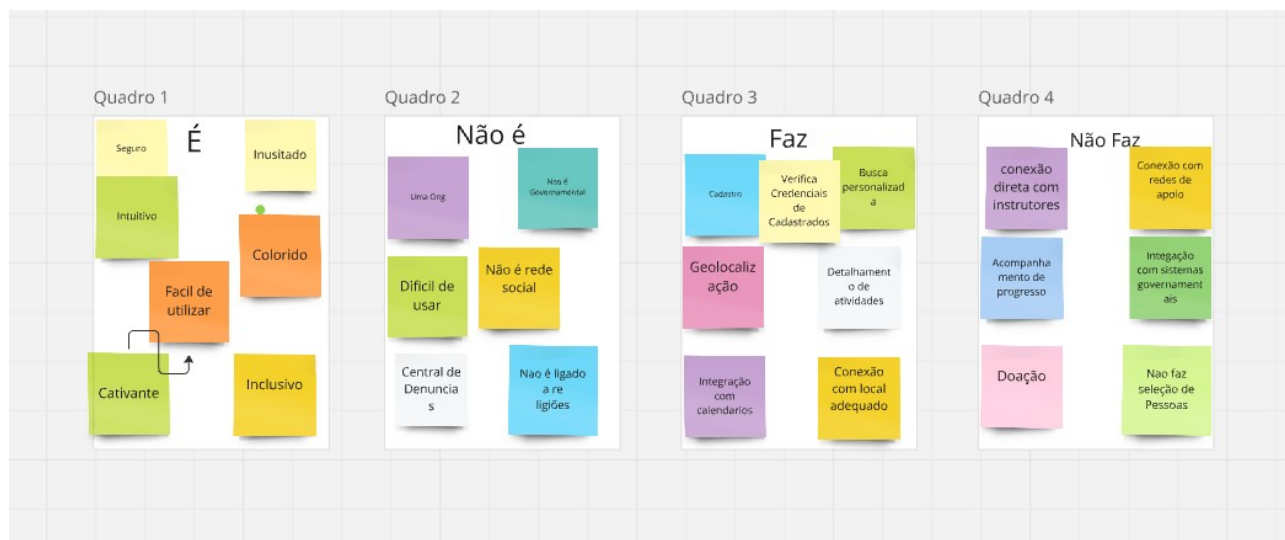 Quadro 1
É
Seguro
Inusitado
Intuitivo
Colorido
Facil de
utilizar
Cativante
Inclusivo
Quadro 2
Não é
Uma Ong
Nao é
Governamental
Dificil de
usar
Não é rede
social
Central de
Denuncia
s
Nao é ligado
a re
ligiões
Quadro 3
Faz
Cadastro
Verifica
Credenciais
de
Cadastrados
Busca
personalizad
a
Geolocaliz
ação
Detalhament
o de
atividades
Integração
com
calendarios
Conexão
com local
adequado
Quadro 4
Não Faz
conexão
direta com
instrutores
Conexão com
redes de
apoio
Acompanha
mento de
progresso
Integação
com sistemas
governament
ais
Doação
Nao faz
seleção de
Pessoas